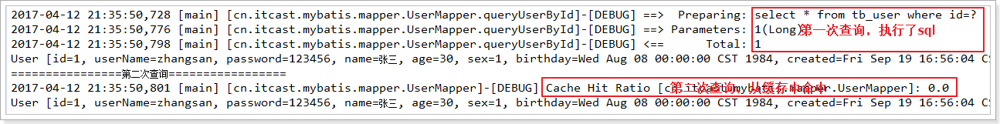 2017-04-12 21:35:50,728 [main] [cn.itcast.mybatis.mapper.UserMapper.queryUserById]-[DEBUG] ==>  Preparing: select * from tb_user where id=?
2017-04-12 21:35:50,776 [main] [cn.itcast.mybatis.mapper.UserMapper.queryUserById]-[DEBUG] ==> Parameters: 1(Long)
第一次查询，执行了sql
2017-04-12 21:35:50,798 [main] [cn.itcast.mybatis.mapper.UserMapper.queryUserById]-[DEBUG] <==      Total: 1
User [id=1, userName=zhangsan, password=123456, name=张三, age=30, sex=1, birthday=Wed Aug 08 00:00:00 CST 1984, created=Fri Sep 19 16:56:04 CS
================第二次查询=================
2017-04-12 21:35:50,801 [main] [cn.itcast.mybatis.mapper.UserMapper]-[DEBUG] Cache Hit Ratio [cn.itcast.mybatis.mapper.UserMapper]: 0.0
第二次查询，从缓存中命中
User [id=1, userName=zhangsan, password=123456, name=张三, age=30, sex=1, birthday=Wed Aug 08 00:00:00 CST 1984, created=Fri Sep 19 16:56:04 CS